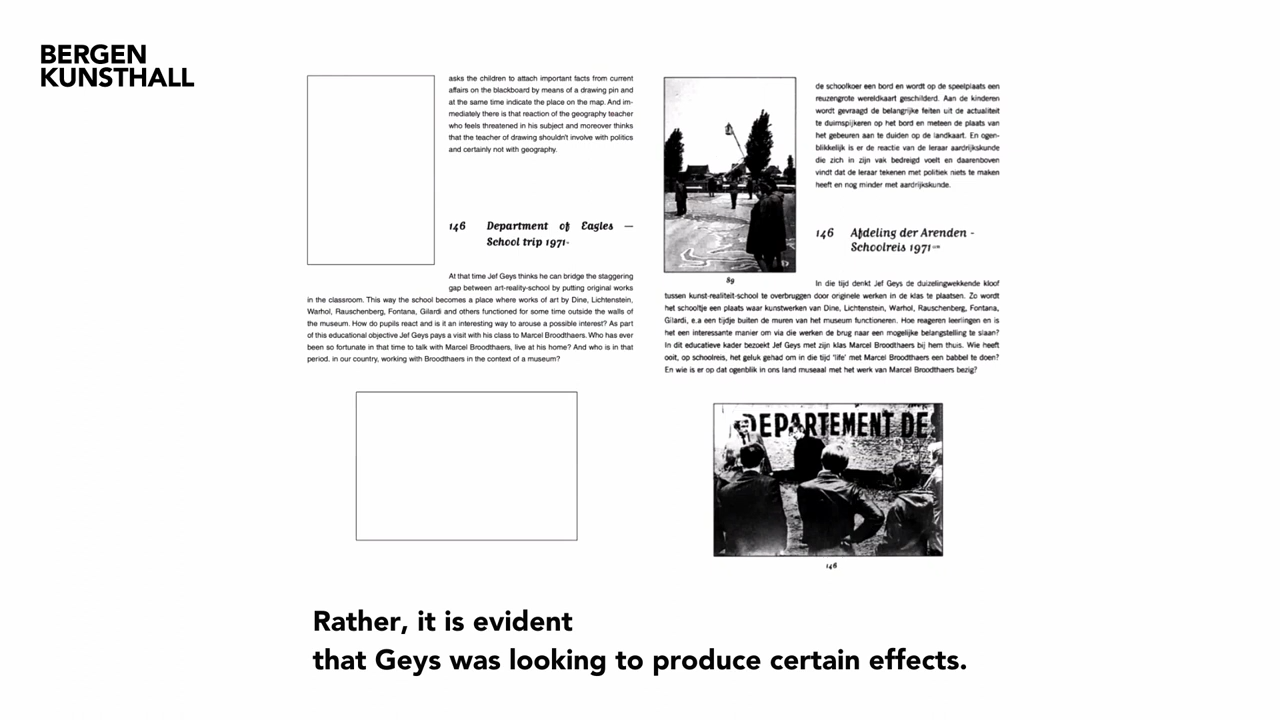 BERGEN
KUNSTHALL
asks the children to attach important facts from current
affairs on the blackboard by means of a drawing pin and
at the same time indicate the place on the map. And im-
mediately there is that reaction of the geography teacher
who feels threatened in his subject and moreover thinks
that the teacher of drawing shouldn't involve with politics
and certainly not with geography.
146 Department of Eagles —
School trip 1971-
At that time Jef Geys thinks he can bridge the staggering
gap between art-reality-school by putting original works
in the classroom. This way the school becomes a place where works of art by Dine, Lichtenstein,
Warhol, Rauschenberg, Fontana, Gilardi and others functioned for some time outside the walls of
the museum. How do pupils react and is it an interesting way to arouse a possible interest? As part
of this educational objective Jef Geys pays a visit with his class to Marcel Broodthaers. Who has ever
been so fortunate in that time to talk with Marcel Broodthaers, live at his home? And who is in that
period. in our country, working with Broodthaers in the context of a museum?
de schoolkoer een bord en wordt op de speelplaats een
reuzengrote wereldkaart geschilderd. Aan de kinderen
wordt gevraagd de belangrijke feiten uit de actualiteit
te duimspijkeren op het bord en meteen de plaats van
het gebeuren aan te duiden op de landkaart. En ogen-
blikkelijk is er de reactie van de leraar aardrijkskunde
die zich in zijn vak bedreigd voelt en daarenboven
vindt dat de leraar tekenen met politiek niets te maken
heeft en nog minder met aardrijkskunde.
146 Afdeling der Arenden -
Schoolreis 1971
89
In die tijd denkt Jef Geys de duizelingwekkende kloof
tussen kunst-realiteit-school te overbruggen door originele werken in de klas te plaatsen. Zo wordt
het schooltje een plaats waar kunstwerken van Dine, Lichtenstein, Warhol, Rauschenberg, Fontana,
Gilardi, e.a een tijdje buiten de muren van het museum functioneren. Hoe reageren leerlingen en is
het een interessante manier om via die werken de brug naar een mogelijke belangstelling te slaan?
In dit educatieve kader bezoekt Jef Geys met zijn klas Marcel Broodthaers bij hem thuis. Wie heeft
ooit, op schoolreis, het geluk gehad om in die tijd 'life' met Marcel Broodthaers een babbel te doen?
En wie is er op dat ogenblik in ons land museaal met het werk van Marcel Broodthaers bezig?
DEPARTEMENT DES
146
Rather, it is evident
that Geys was looking to produce certain effects.